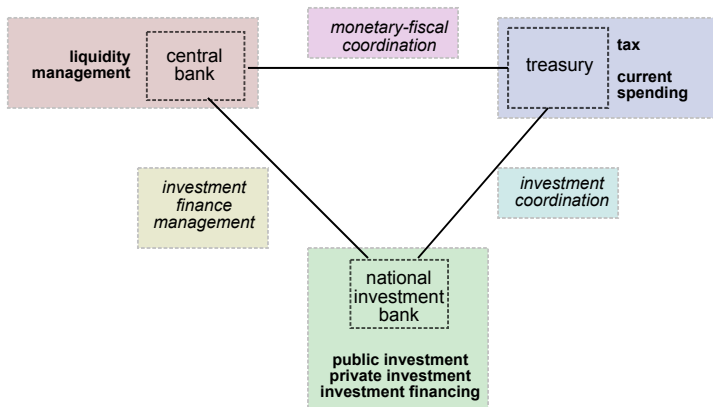 monetary-fiscal
coordination
liquidity
management
central
bank
treasury
tax
current
spending
investment
finance
management
investment
coordination
national
investment
bank
public investment
private investment
investment financing